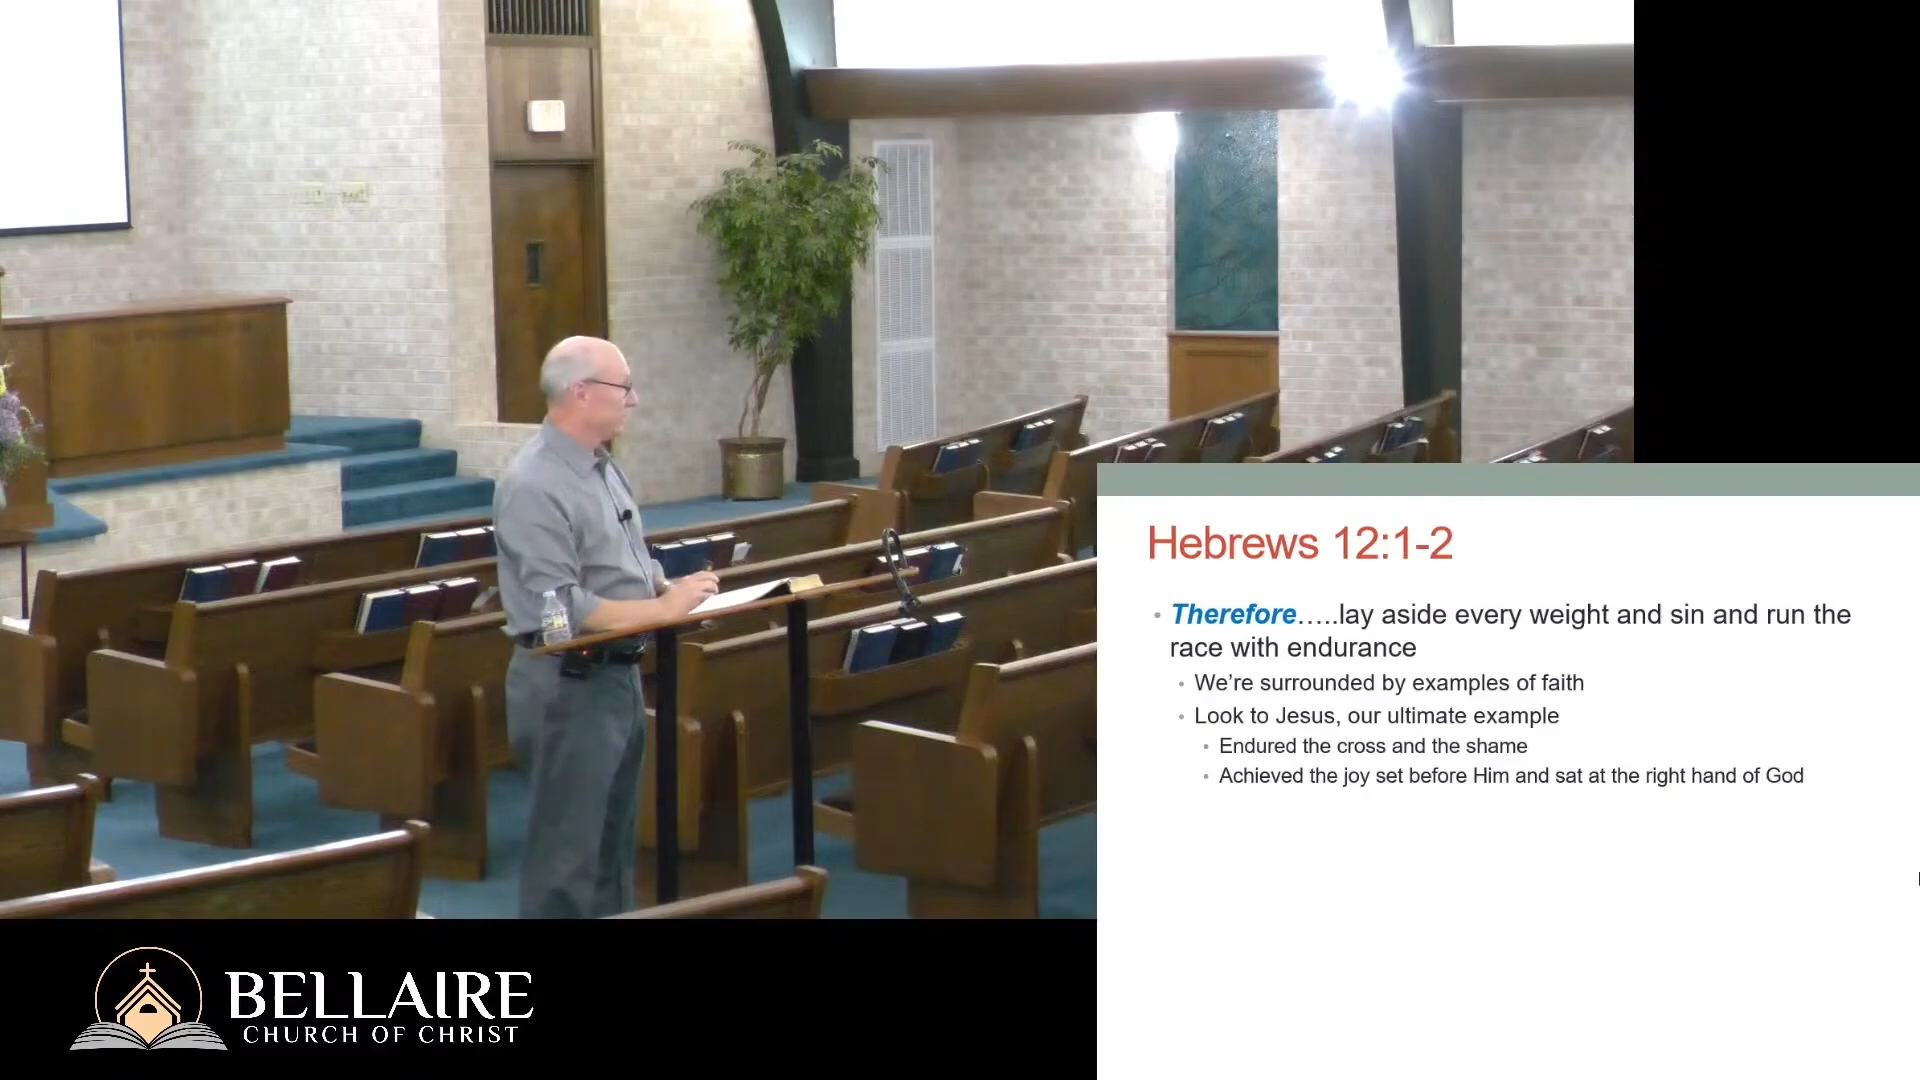 Hebrews 12:1-2
• Therefore…..lay aside every weight and sin and run the
race with endurance
• We’re surrounded by examples of faith
• Look to Jesus, our ultimate example
• Endured the cross and the shame
• Achieved the joy set before Him and sat at the right hand of God
BELLAIRE
CHURCH OF CHRIST